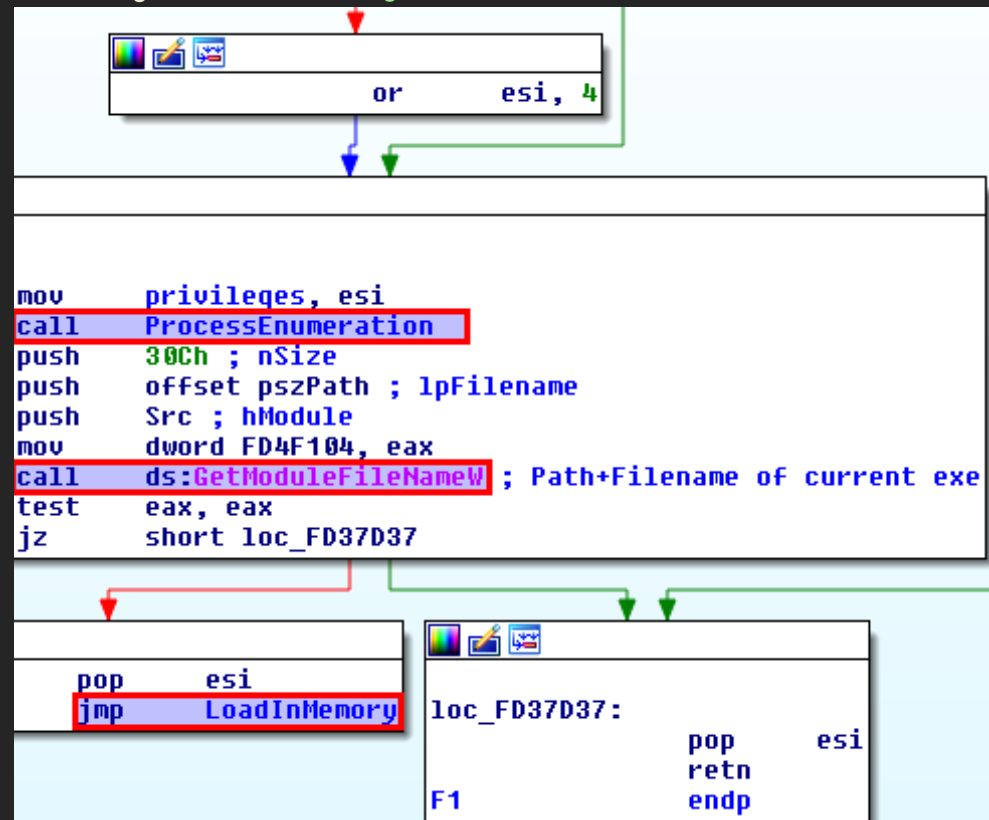 or esi, 4
mov privileges, esi
call ProcessEnumeration
push 30Ch ; nSize
push offset pszPath ; lpFilename
push Src ; hModule
mov dword FD4F104, eax
call ds:GetModuleFileNameW ; Path+Filename of current exe
test eax, eax
jz short loc_FD37D37
pop esi
jmp LoadInMemory
loc_FD37D37:
pop esi
retn
F1 endp